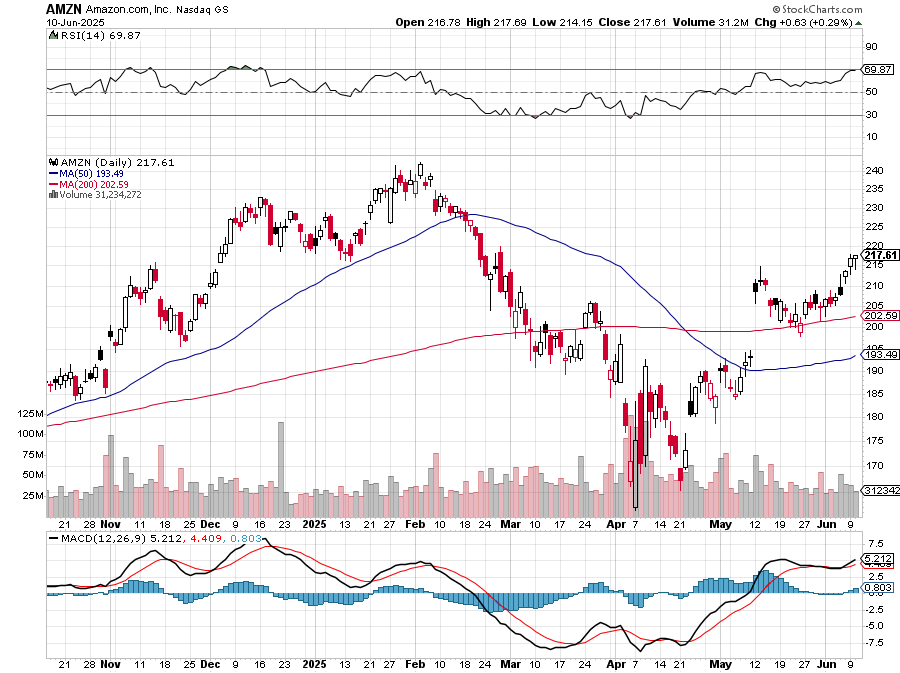 AMZN Amazon.com, Inc. Nasdaq GS © StockCharts.com
10-Jun-2025 Open 216.78 High 217.69 Low 214.15 Close 217.61 Volume 31.2M Chg +0.63 (+0.29%)
RSI(14) 69.87
90
69.87
50
30
10
AMZN (Daily) 217.61
MA(50) 193.49
MA(200) 202.59
Volume 31,234,272
240
235
230
225
220
217.61
215
210
205
202.59
200
195
193.49
190
185
180
175
170
312342
125M
100M
75M
50M
25M
21 28 Nov 11 18 25 Dec 9 16 23 2025 13 21 27 Feb 10 18 24 Mar 10 17 24 Apr 7 14 21 May 12 19 27 Jun 9
MACD(12,26,9) 5.212, 4.409, 0.803
7.5
5.212
4.409
2.5
0.803
0.0
-2.5
-5.0
-7.5
21 28 Nov 11 18 25 Dec 9 16 23 2025 13 21 27 Feb 10 18 24 Mar 10 17 24 Apr 7 14 21 May 12 19 27 Jun 9